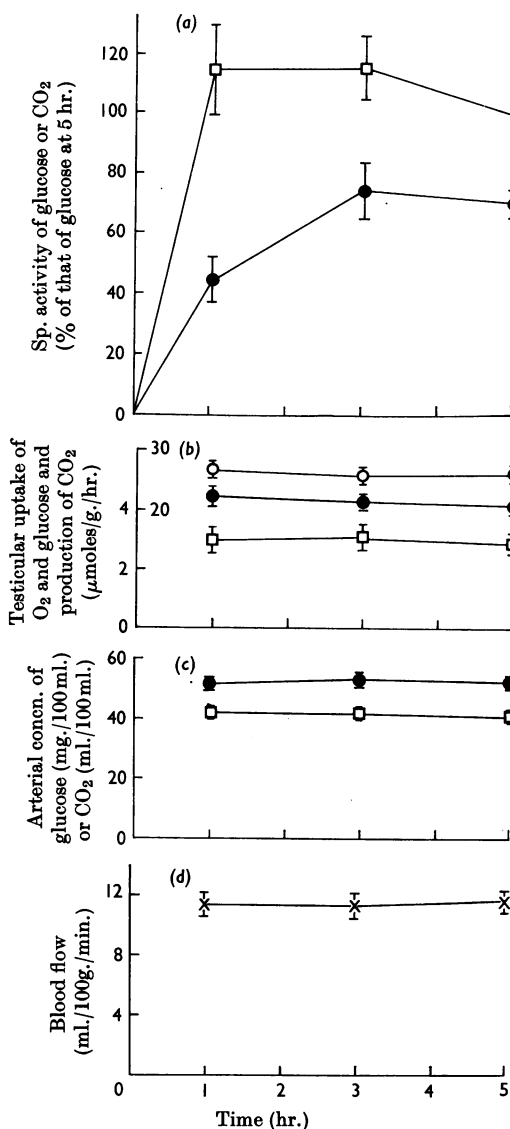 (a)
120
100
80
60
40
20
0
Sp. activity of glucose or CO₂
(% of that of glucose at 5 hr.)
(b)
30
20
4
2
0
Testicular uptake of
O₂ and glucose and
production of CO₂
(μmoles/g./hr.)
(c)
60
40
20
0
Arterial concn. of
glucose (mg./100 ml.)
or CO₂ (ml./100 ml.)
(d)
12
8
4
0
Blood flow
(ml./100g./min.)
1 2 3 4 5
Time (hr.)